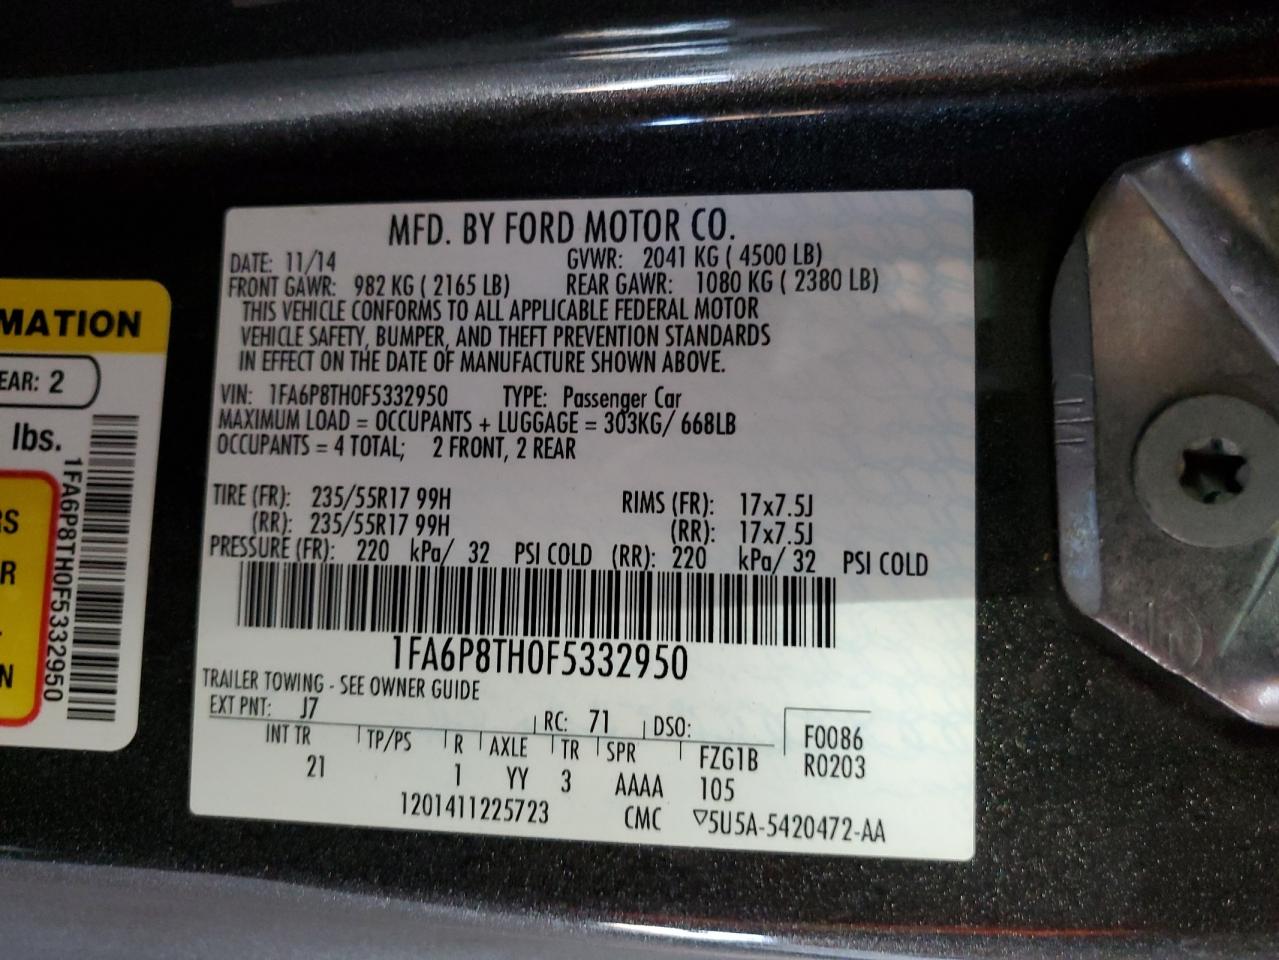 MFD. BY FORD MOTOR CO.
DATE: 11/14 GVWR: 2041 KG ( 4500 LB)
FRONT GAWR: 982 KG ( 2165 LB) REAR GAWR: 1080 KG ( 2380 LB)
THIS VEHICLE CONFORMS TO ALL APPLICABLE FEDERAL MOTOR
VEHICLE SAFETY, BUMPER, AND THEFT PREVENTION STANDARDS
IN EFFECT ON THE DATE OF MANUFACTURE SHOWN ABOVE.
VIN: 1FA6P8TH0F5332950 TYPE: Passenger Car
MAXIMUM LOAD = OCCUPANTS + LUGGAGE = 303KG/ 668LB
OCCUPANTS = 4 TOTAL; 2 FRONT, 2 REAR
TIRE (FR): 235/55R17 99H RIMS (FR): 17x7.5J
(RR): 235/55R17 99H (RR): 17x7.5J
PRESSURE (FR): 220 kPa/ 32 PSI COLD (RR): 220 kPa/ 32 PSI COLD
1FA6P8TH0F5332950
TRAILER TOWING - SEE OWNER GUIDE
EXT PNT: J7 RC: 71 DSO: F0086
INT TR TP/PS R AXLE TR SPR FZG1B R0203
21 1 YY 3 AAAA 105
1201411225723 CMC ▽5U5A-5420472-AA
MATION
EAR: 2
lbs.
1FA6P8TH0F5332950
RS
R
N